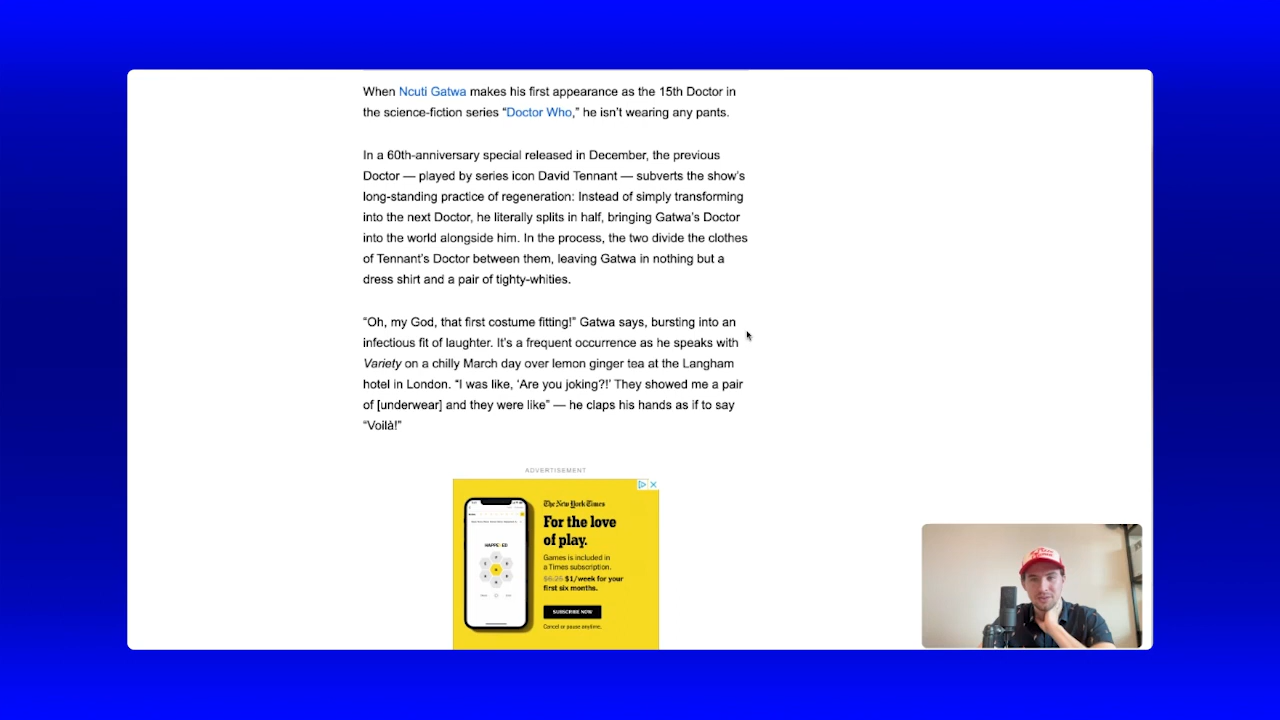 When Ncuti Gatwa makes his first appearance as the 15th Doctor in
the science-fiction series “Doctor Who,” he isn’t wearing any pants.
In a 60th-anniversary special released in December, the previous
Doctor — played by series icon David Tennant — subverts the show’s
long-standing practice of regeneration: Instead of simply transforming
into the next Doctor, he literally splits in half, bringing Gatwa’s Doctor
into the world alongside him. In the process, the two divide the clothes
of Tennant’s Doctor between them, leaving Gatwa in nothing but a
dress shirt and a pair of tighty-whities.
“Oh, my God, that first costume fitting!” Gatwa says, bursting into an
infectious fit of laughter. It’s a frequent occurrence as he speaks with
Variety on a chilly March day over lemon ginger tea at the Langham
hotel in London. “I was like, ‘Are you joking?!’ They showed me a pair
of [underwear] and they were like” — he claps his hands as if to say
“Voilà!”
ADVERTISEMENT
The New York Times
For the love
of play.
Games is included in
a Times subscription.
$6.25 $1/week for your
first six months.
SUBSCRIBE NOW
Cancel or pause anytime.